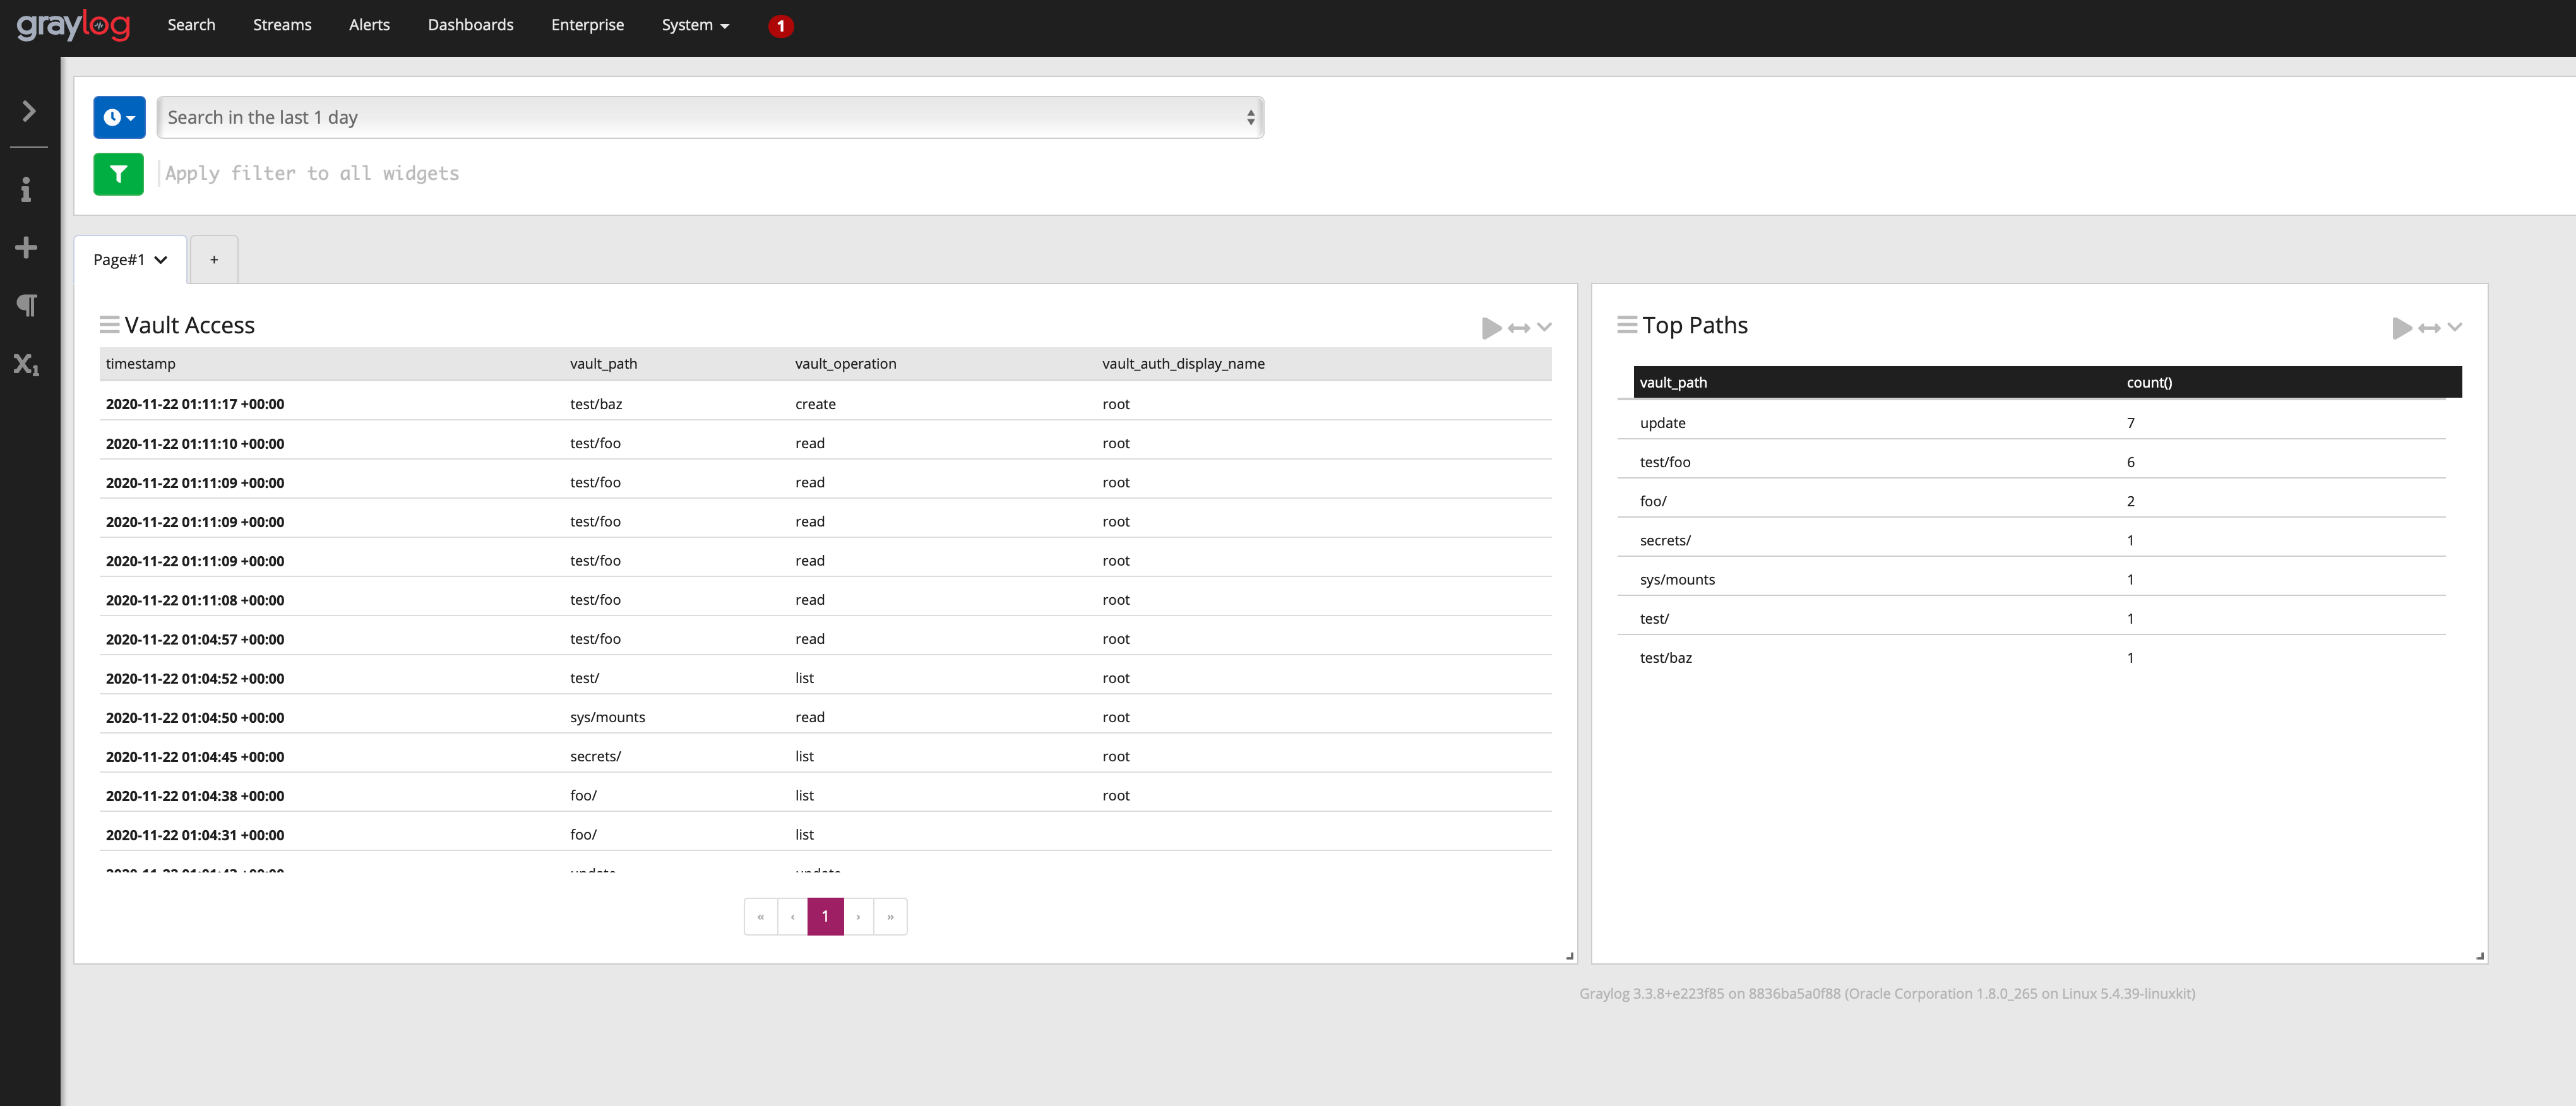 graylog Search Streams Alerts Dashboards Enterprise System 1
Search in the last 1 day
Apply filter to all widgets
Page#1 +
Vault Access
timestamp vault_path vault_operation vault_auth_display_name
2020-11-22 01:11:17 +00:00 test/baz create root
2020-11-22 01:11:10 +00:00 test/foo read root
2020-11-22 01:11:09 +00:00 test/foo read root
2020-11-22 01:11:09 +00:00 test/foo read root
2020-11-22 01:11:09 +00:00 test/foo read root
2020-11-22 01:11:08 +00:00 test/foo read root
2020-11-22 01:04:57 +00:00 test/foo read root
2020-11-22 01:04:52 +00:00 test/ list root
2020-11-22 01:04:50 +00:00 sys/mounts read root
2020-11-22 01:04:45 +00:00 secrets/ list root
2020-11-22 01:04:38 +00:00 foo/ list root
2020-11-22 01:04:31 +00:00 foo/ list
« ‹ 1 › »
Top Paths
vault_path count()
update 7
test/foo 6
foo/ 2
secrets/ 1
sys/mounts 1
test/ 1
test/baz 1
Graylog 3.3.8+e223f85 on 8836ba5a0f88 (Oracle Corporation 1.8.0_265 on Linux 5.4.39-linuxkit)